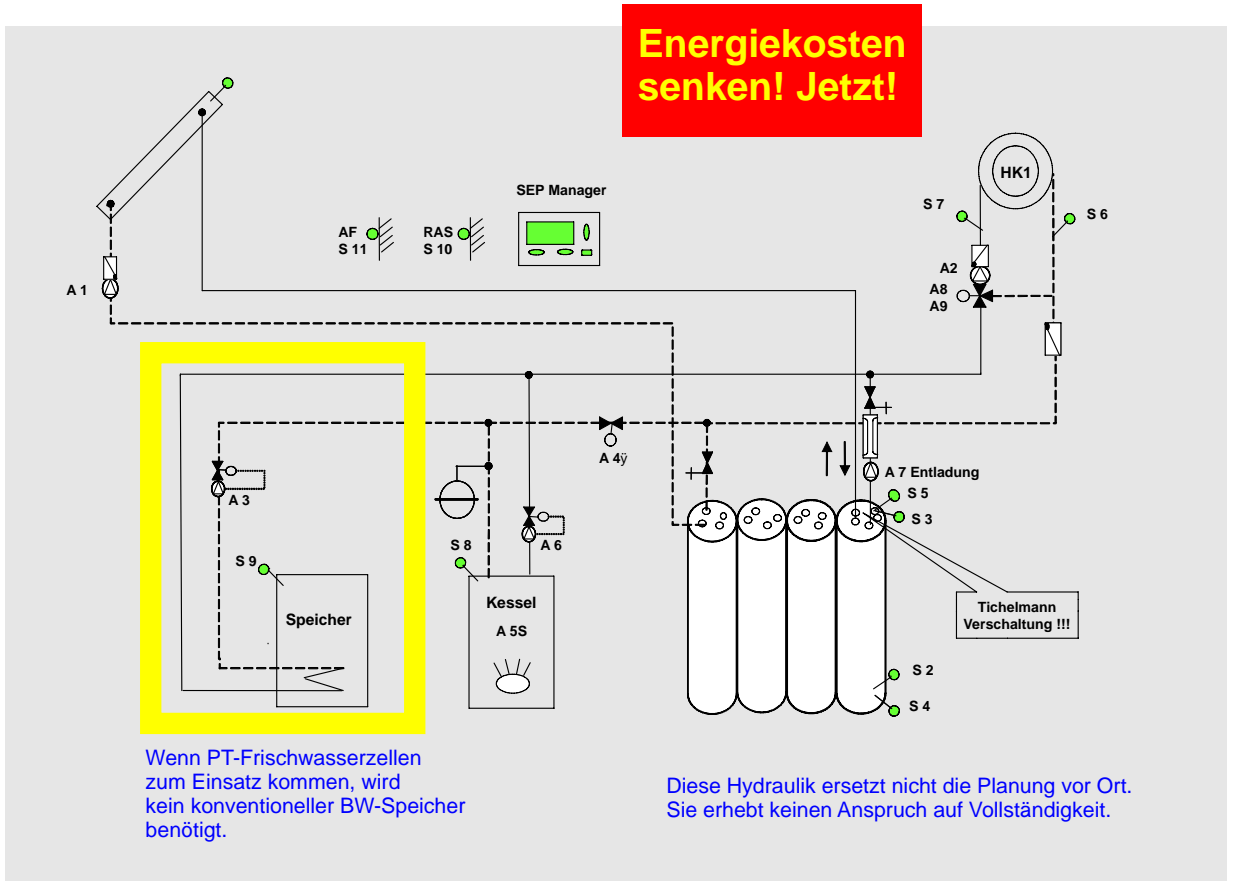 Energiekosten
senken! Jetzt!
HK1
SEP Manager
S 7
S 6
AF
S 11
RAS
S 10
A2
A8
A9
A 1
A 4ÿ
A 7 Entladung
S 5
S 3
A 3
A 6
S 9
S 8
Speicher
Kessel
A 5S
Tichelmann
Verschaltung !!!
S 2
S 4
Wenn PT-Frischwasserzellen
zum Einsatz kommen, wird
kein konventioneller BW-Speicher
benötigt.
Diese Hydraulik ersetzt nicht die Planung vor Ort.
Sie erhebt keinen Anspruch auf Vollständigkeit.